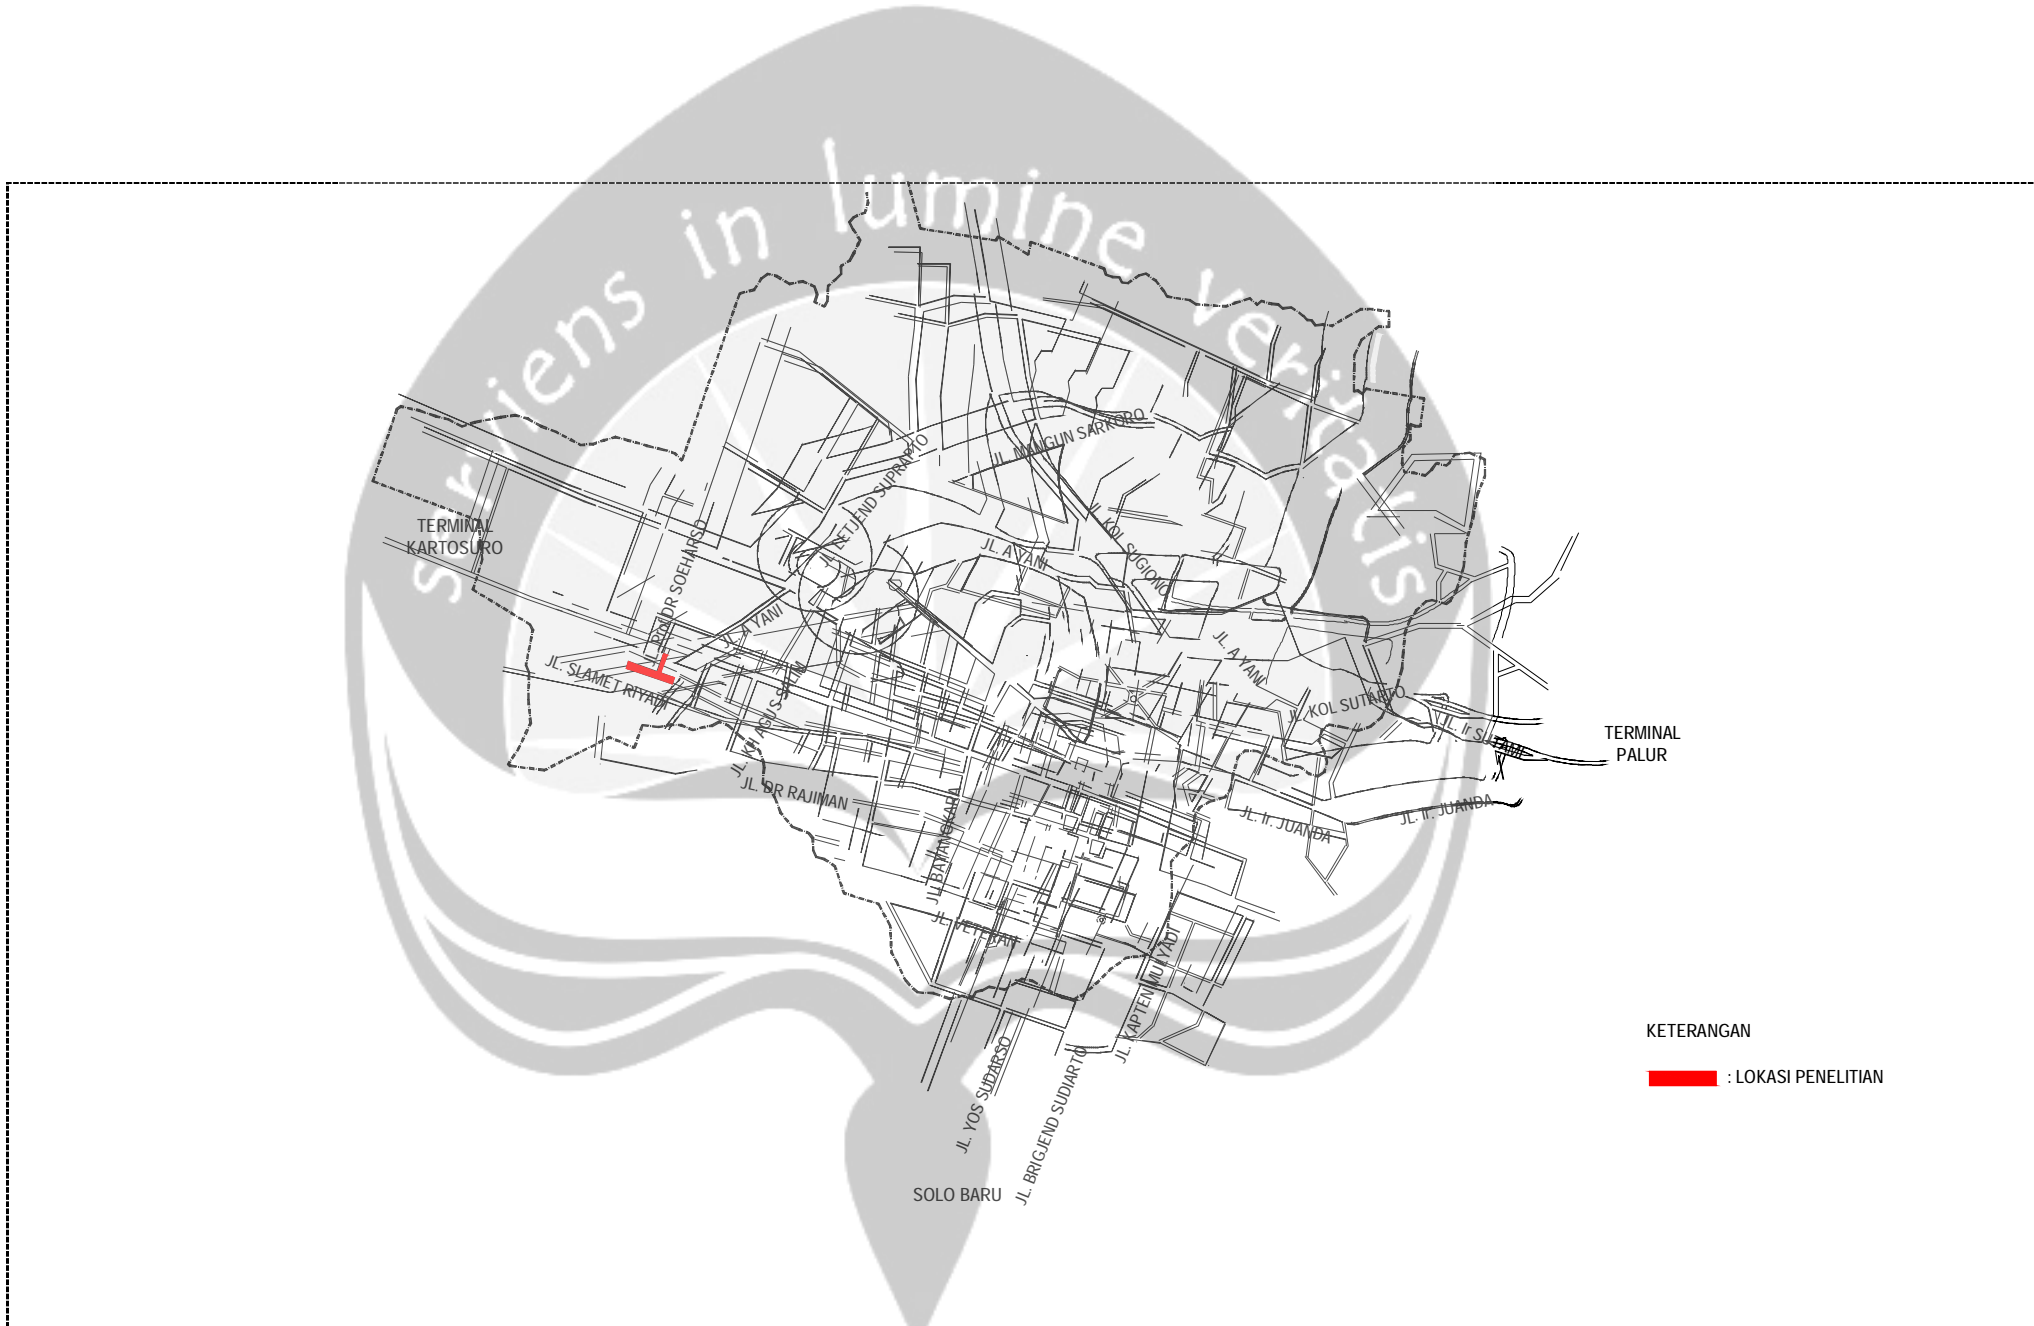 serviens in lumine veritatis
JL. MANGUN SARKORO
JL. LETJEND SUPRAPTO
TERMINAL
KARTOSURO
JL. KOL SUGIONO
JL. A YANI
JL. PROF DR SOEHARSO
JL. A YANI
JL. SLAMET RIYADI
JL. KH AGUS SALIM
JL. A YANI
JL. KOL SUTARTO
JL. Ir SUTAMI
TERMINAL
PALUR
JL. DR RAJIMAN
JL. BAYANGKARA
JL. Ir. JUANDA
JL. Ir. JUANDA
JL. VETERAN
JL. KAPTEN MULYADI
JL. YOS SUDARSO
JL. BRIGJEND SUDIARTO
SOLO BARU
KETERANGAN
: LOKASI PENELITIAN